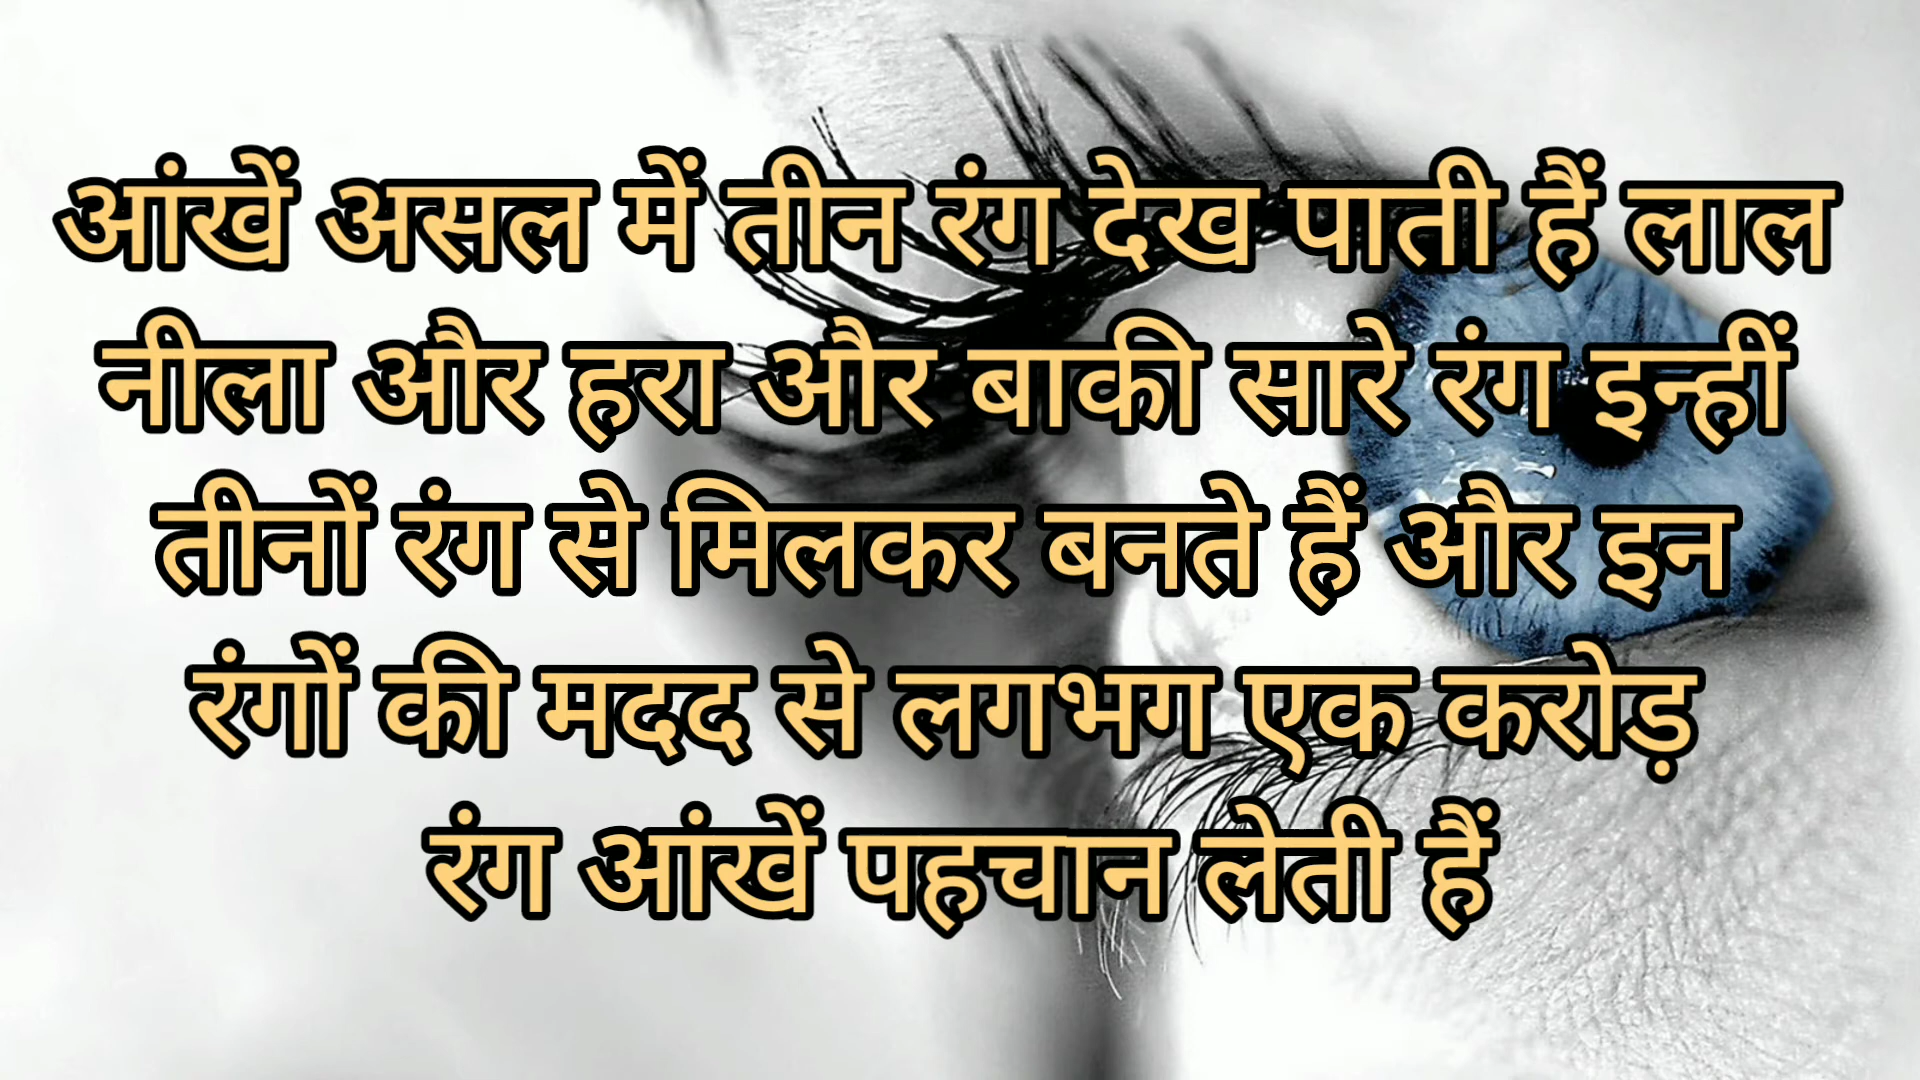 आंखें असल में तीन रंग देख पाती हैं लाल
नीला और हरा और बाकी सारे रंग इन्हीं
तीनों रंग से मिलकर बनते हैं और इन
रंगों की मदद से लगभग एक करोड़
रंग आंखें पहचान लेती हैं